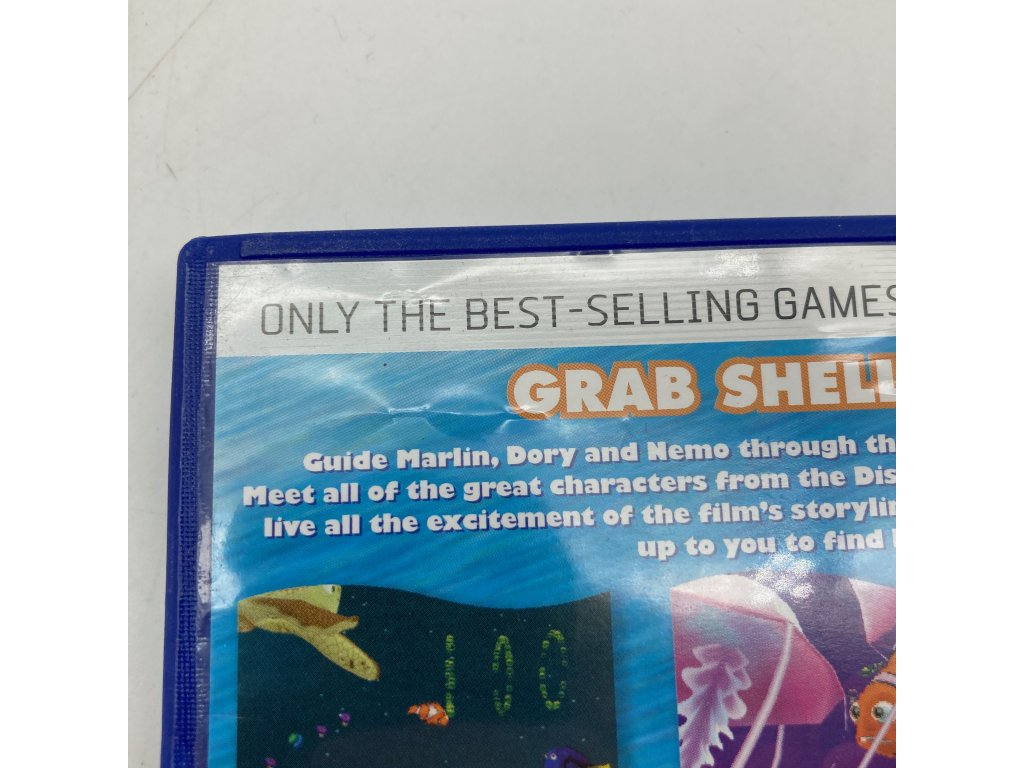 ONLY THE BEST-SELLING GAMES
GRAB SHELL
Guide Marlin, Dory and Nemo through th
Meet all of the great characters from the Dis
live all the excitement of the film's storylin
up to you to find